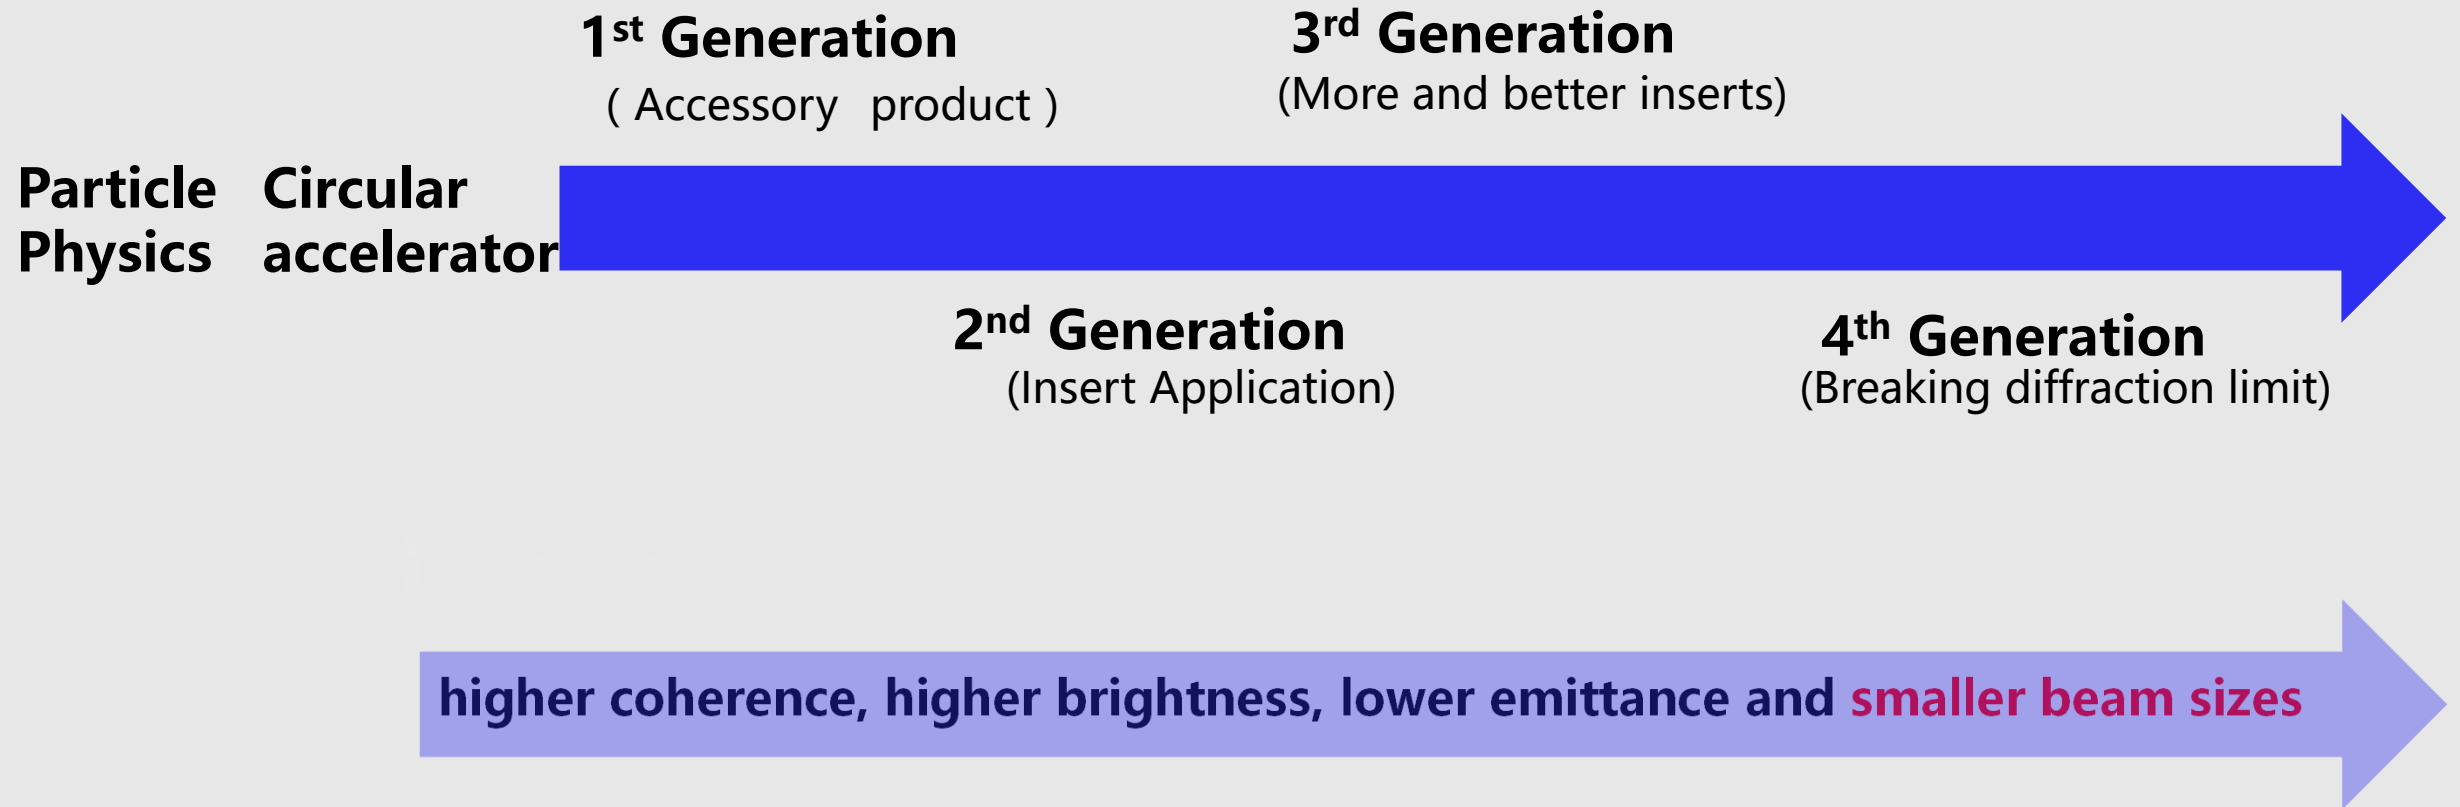 1st Generation
( Accessory product )
3rd Generation
(More and better inserts)
Particle
Physics
Circular
accelerator
2nd Generation
(Insert Application)
4th Generation
(Breaking diffraction limit)
higher coherence, higher brightness, lower emittance and smaller beam sizes